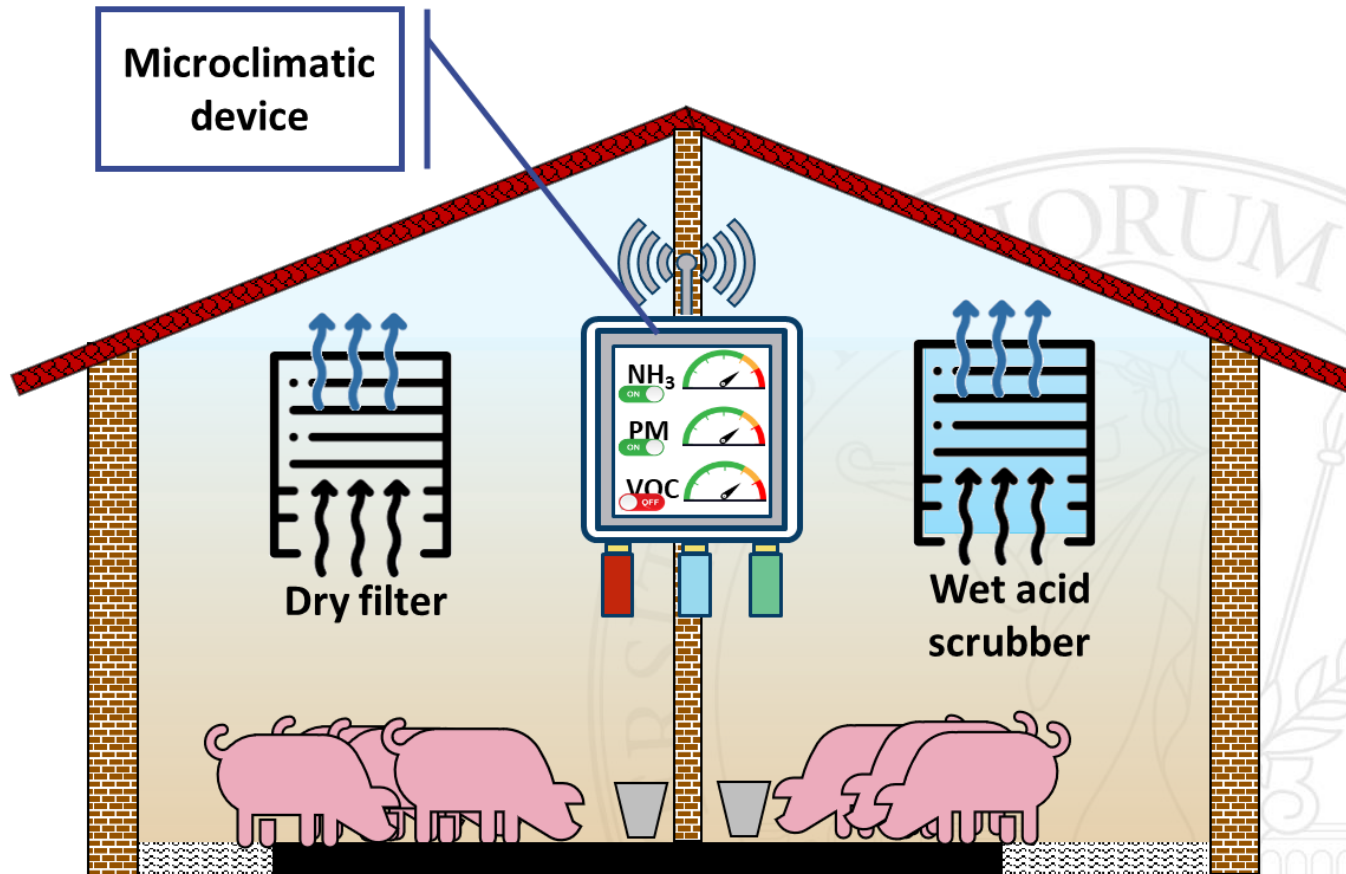 Microclimatic
device
NH₃
ON
PM
ON
VOC
OFF
Dry filter
Wet acid
scrubber